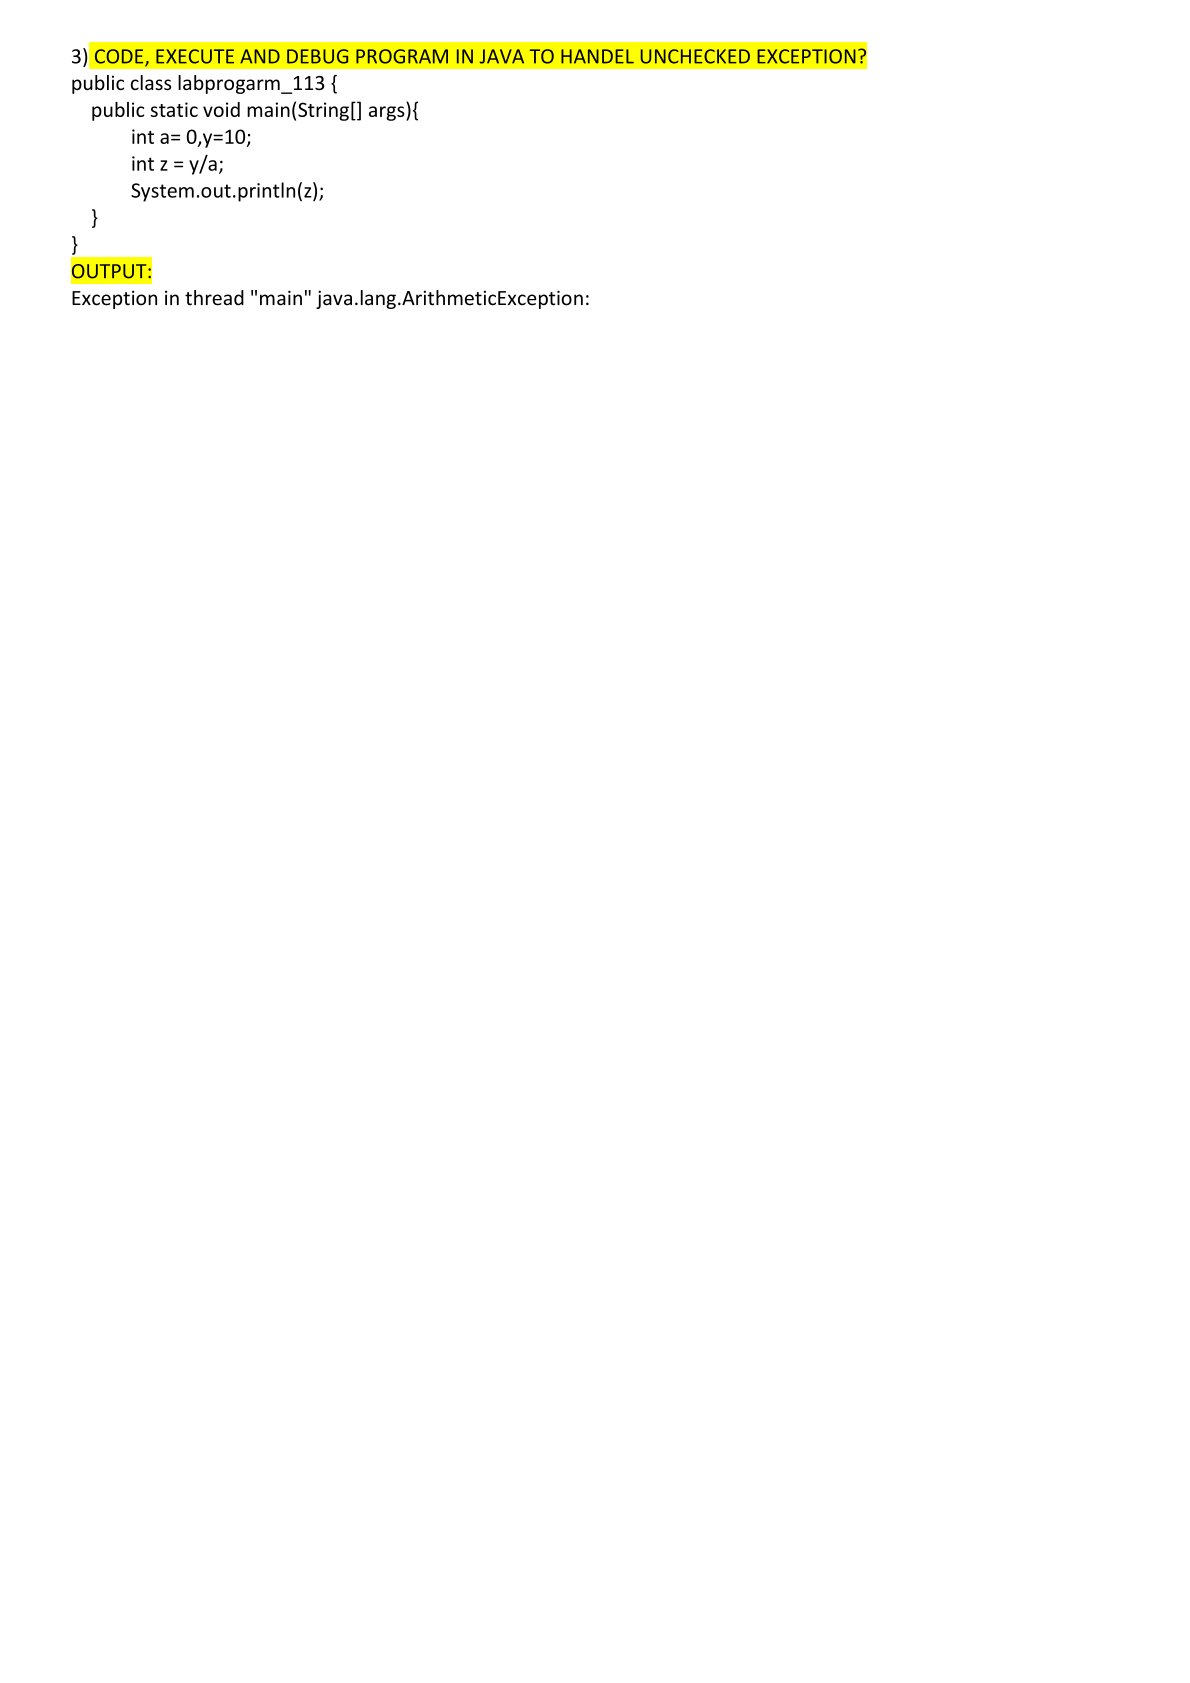 3) CODE, EXECUTE AND DEBUG PROGRAM IN JAVA TO HANDEL UNCHECKED EXCEPTION?
public class labprogarm_113 {
public static void main(String[] args){
int a= 0,y=10;
int z = y/a;
System.out.println(z);
}
}
OUTPUT:
Exception in thread "main" java.lang.ArithmeticException: